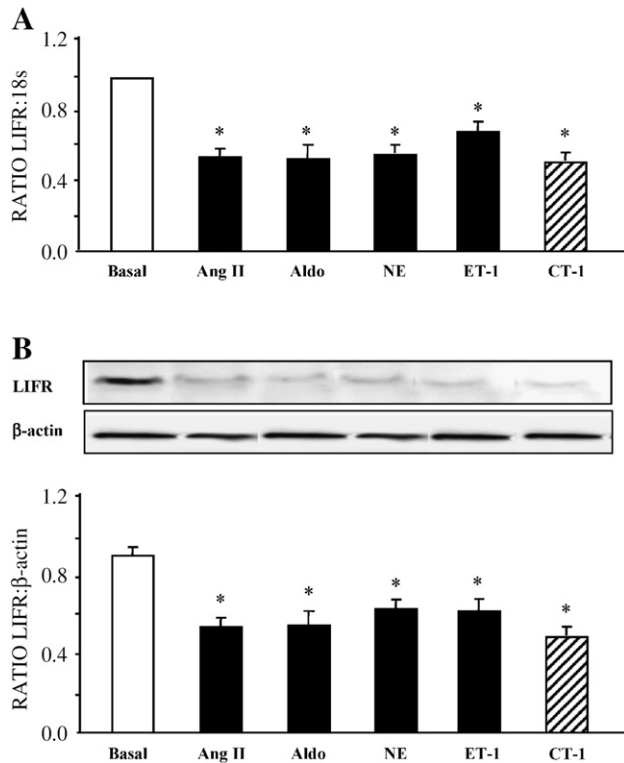 A
RATIO LIFR:18s
1.2
0.8
0.4
0.0
* * * * *
Basal Ang II Aldo NE ET-1 CT-1
B
LIFR
β-actin
RATIO LIFR:β-actin
1.2
0.8
0.4
0.0
* * * * *
Basal Ang II Aldo NE ET-1 CT-1